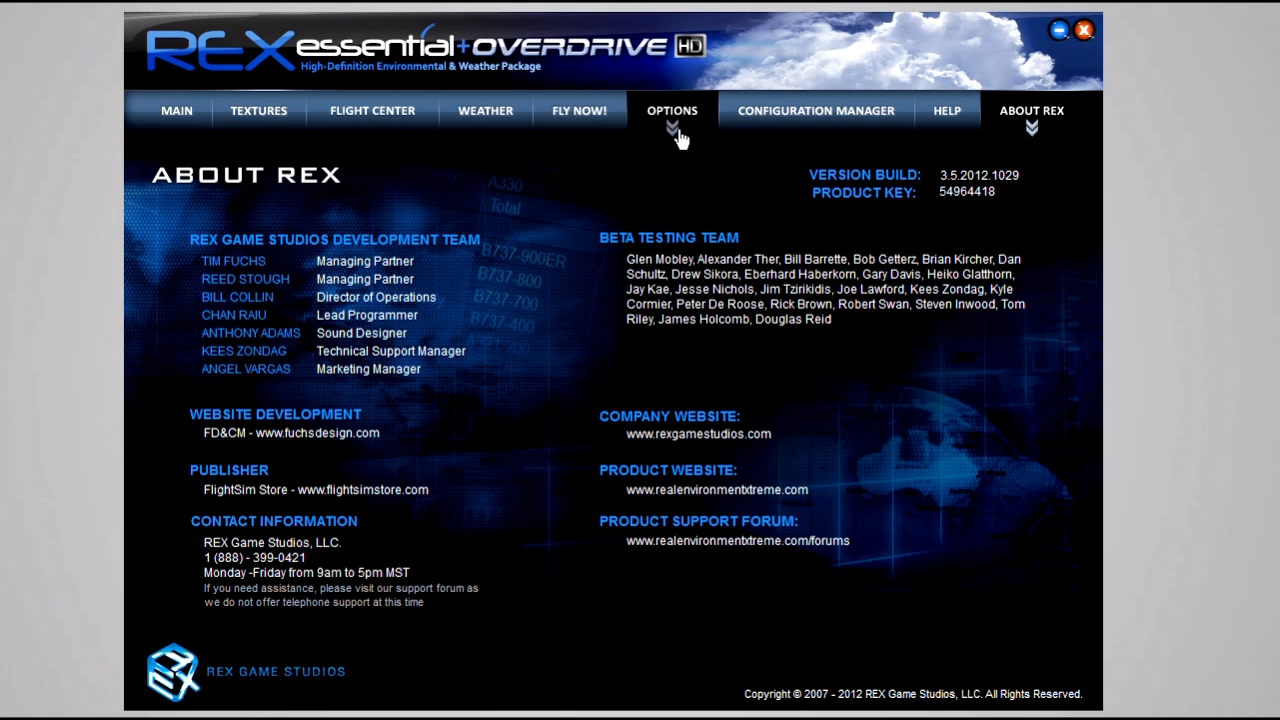 REX essential+OVERDRIVE HD
High-Definition Environmental & Weather Package
MAIN TEXTURES FLIGHT CENTER WEATHER FLY NOW! OPTIONS CONFIGURATION MANAGER HELP ABOUT REX
ABOUT REX
VERSION BUILD: 3.5.2012.1029
PRODUCT KEY: 54964418
A330
Total
B737-900ER
B737-800
B737-700
B737-400
REX GAME STUDIOS DEVELOPMENT TEAM
TIM FUCHS Managing Partner
REED STOUGH Managing Partner
BILL COLLIN Director of Operations
CHAN RAIU Lead Programmer
ANTHONY ADAMS Sound Designer
KEES ZONDAG Technical Support Manager
ANGEL VARGAS Marketing Manager
BETA TESTING TEAM
Glen Mobley, Alexander Ther, Bill Barrette, Bob Getterz, Brian Kircher, Dan
Schultz, Drew Sikora, Eberhard Haberkorn, Gary Davis, Heiko Glatthorn,
Jay Kae, Jesse Nichols, Jim Tzirikidis, Joe Lawford, Kees Zondag, Kyle
Cormier, Peter De Roose, Rick Brown, Robert Swan, Steven Inwood, Tom
Riley, James Holcomb, Douglas Reid
WEBSITE DEVELOPMENT
FD&CM - www.fuchsdesign.com
COMPANY WEBSITE:
www.rexgamestudios.com
PUBLISHER
FlightSim Store - www.flightsimstore.com
PRODUCT WEBSITE:
www.realenvironmentxtreme.com
CONTACT INFORMATION
REX Game Studios, LLC.
1 (888) - 399-0421
Monday -Friday from 9am to 5pm MST
If you need assistance, please visit our support forum as
we do not offer telephone support at this time
PRODUCT SUPPORT FORUM:
www.realenvironmentxtreme.com/forums
REX GAME STUDIOS
Copyright © 2007 - 2012 REX Game Studios, LLC. All Rights Reserved.